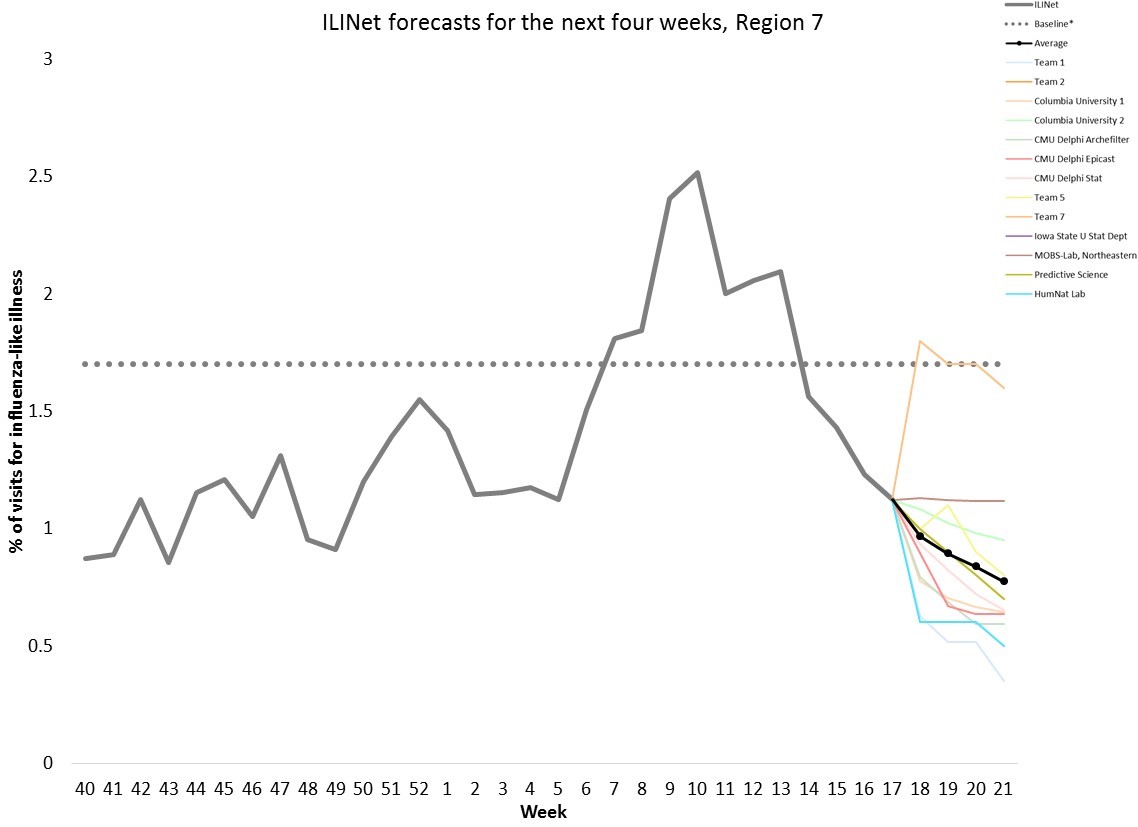 ILINet forecasts for the next four weeks, Region 7
ILINet
Baseline*
Average
Team 1
Team 2
Columbia University 1
Columbia University 2
CMU Delphi Archefilter
CMU Delphi Epicast
CMU Delphi Stat
Team 5
Team 7
Iowa State U Stat Dept
MOBS-Lab, Northeastern
Predictive Science
HumNat Lab
% of visits for influenza-like illness
3
2.5
2
1.5
1
0.5
0
40 41 42 43 44 45 46 47 48 49 50 51 52 1 2 3 4 5 6 7 8 9 10 11 12 13 14 15 16 17 18 19 20 21
Week